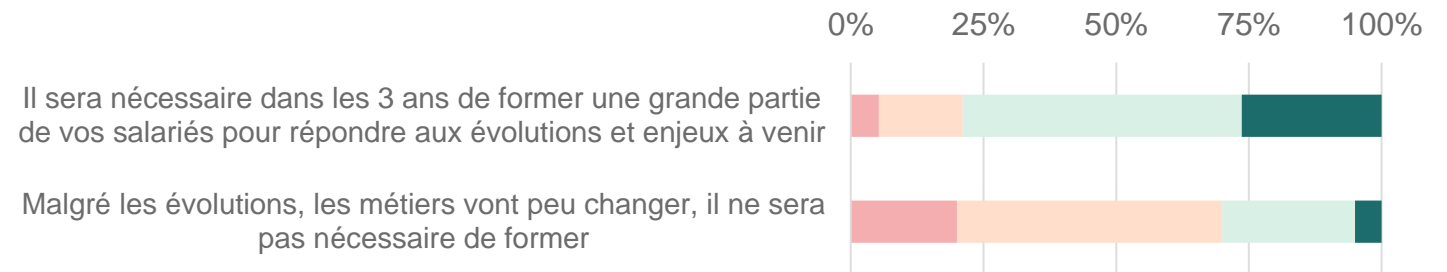 0% 25% 50% 75% 100%
Il sera nécessaire dans les 3 ans de former une grande partie
de vos salariés pour répondre aux évolutions et enjeux à venir
Malgré les évolutions, les métiers vont peu changer, il ne sera
pas nécessaire de former